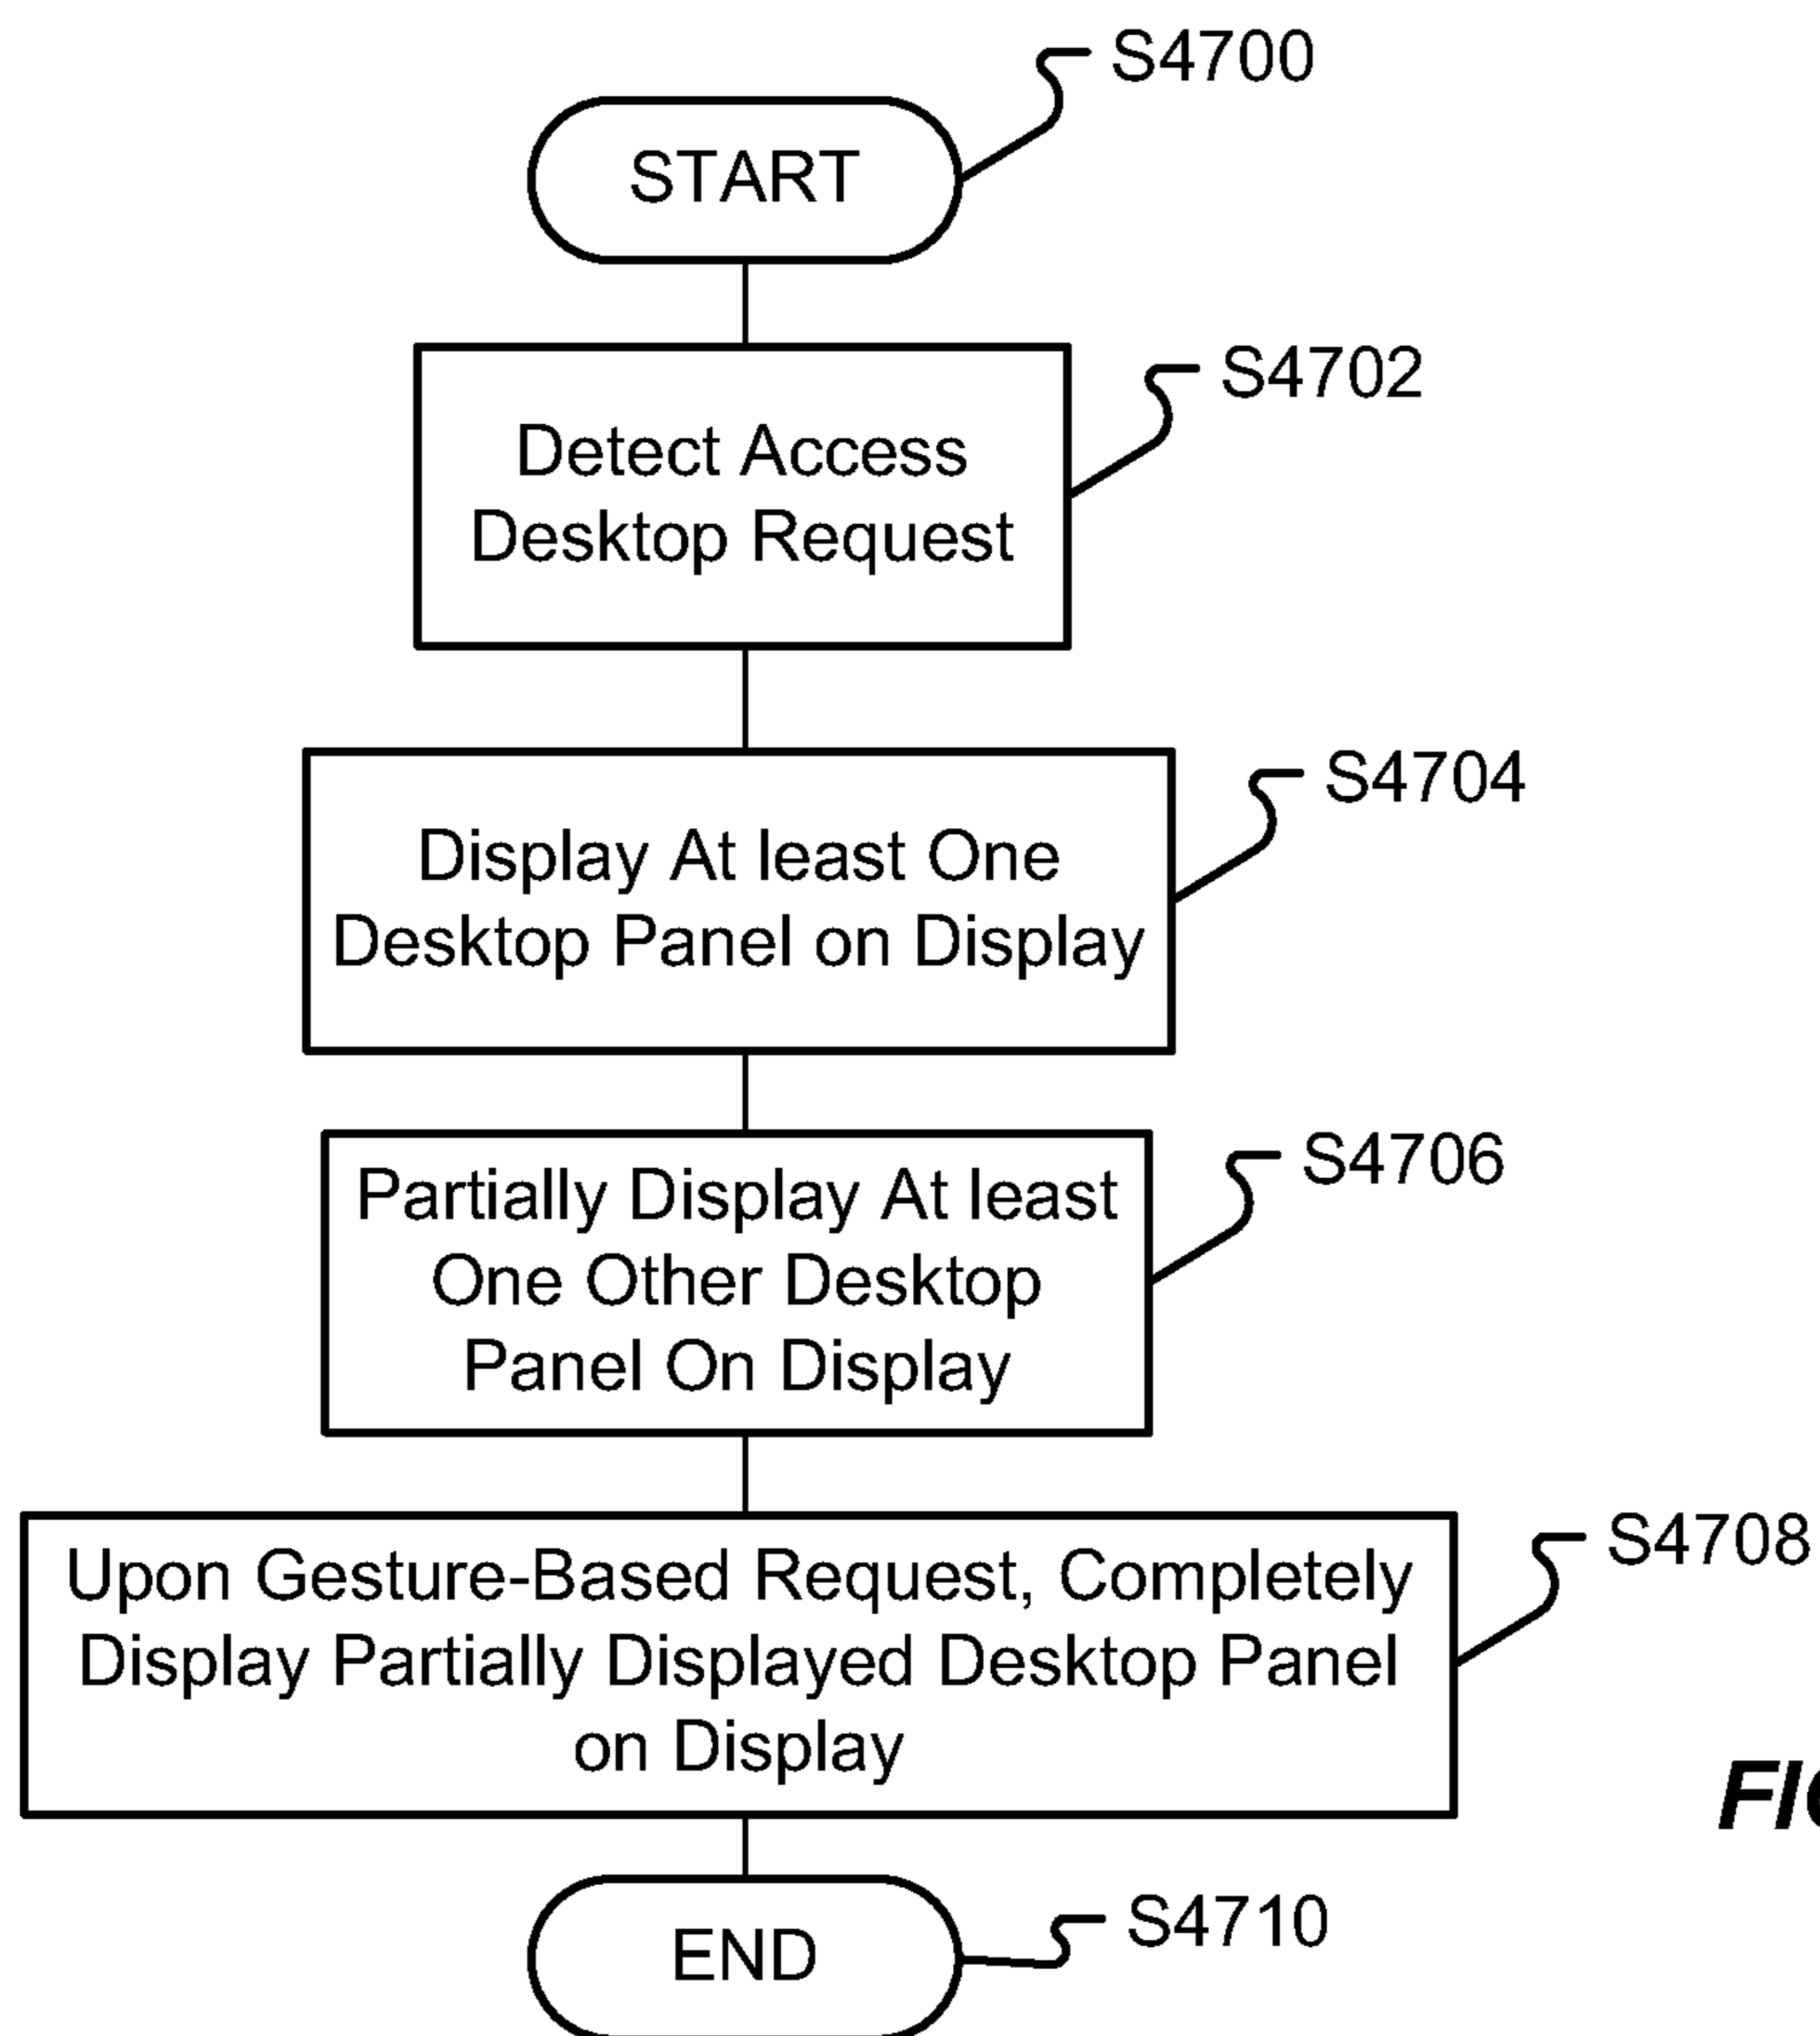 S4700
START
S4702
Detect Access
Desktop Request
S4704
Display At least One
Desktop Panel on Display
S4706
Partially Display At least
One Other Desktop
Panel On Display
S4708
Upon Gesture-Based Request, Completely
Display Partially Displayed Desktop Panel
on Display
S4710
END